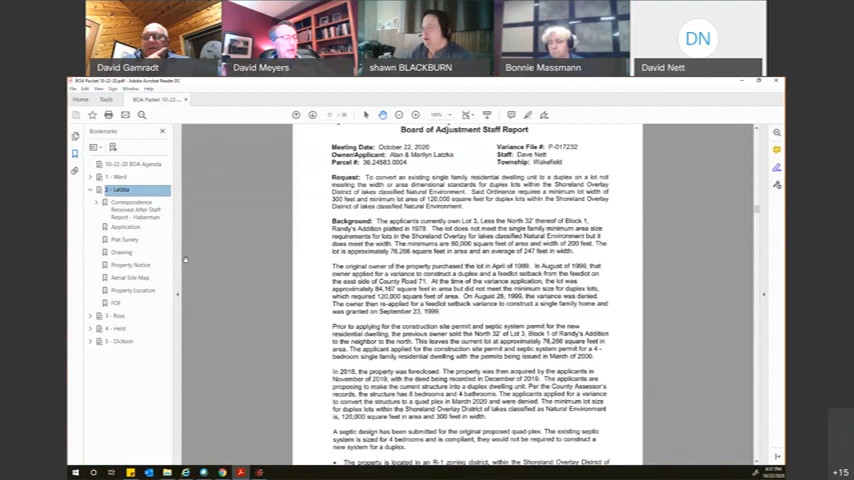 DN
David Gamradt
David Meyers
shawn BLACKBURN
Bonnie Massmann
David Nett
BOA Packet 10-22-20.pdf - Adobe Acrobat Reader DC
File Edit View Sign Window Help
Home Tools BOA Packet 10-22-...
Bookmarks
10-22-20 BOA Agenda
1 - Ward
2 - Latzka
Correspondence
Received After Staff
Report - Haberman
Application
Plat Survey
Drawing
Property Notice
Aerial Site Map
Property Location
FOF
3 - Ross
4 - Held
5 - Dickson
Board of Adjustment Staff Report
Meeting Date: October 22, 2020 Variance File #: P-017232
Owner/Applicant: Alan & Marilyn Latzka Staff: Dave Nett
Parcel #: 36.24583.0004 Township: Wakefield
Request: To convert an existing single family residential dwelling unit to a duplex on a lot not
meeting the width or area dimensional standards for duplex lots within the Shoreland Overlay
District of lakes classified Natural Environment. Said Ordinance requires a minimum lot width of
300 feet and minimum lot area of 120,000 square feet for duplex lots within the Shoreland Overlay
District of lakes classified Natural Environment.
Background: The applicants currently own Lot 3, Less the North 32' thereof of Block 1,
Randy's Addition platted in 1978. The lot does not meet the single family minimum area size
requirements for lots in the Shoreland Overlay for lakes classified Natural Environment but it
does meet the width. The minimums are 80,000 square feet of area and width of 200 feet. The
lot is approximately 76,266 square feet in area and an average of 247 feet in width.
The original owner of the property purchased the lot in April of 1999. In August of 1999, that
owner applied for a variance to construct a duplex and a feedlot setback from the feedlot on
the east side of County Road 71. At the time of the variance application, the lot was
approximately 84,167 square feet in area but did not meet the minimum size for duplex lots,
which required 120,000 square feet of area. On August 26, 1999, the variance was denied.
The owner then re-applied for a feedlot setback variance to construct a single family home and
was granted on September 23, 1999.
Prior to applying for the construction site permit and septic system permit for the new
residential dwelling, the previous owner sold the North 32' of Lot 3, Block 1 of Randy's Addition
to the neighbor to the north. This leaves the current lot at approximately 76,266 square feet in
area. The applicant applied for the construction site permit and septic system permit for a 4 -
bedroom single family residential dwelling with the permits being issued in March of 2000.
In 2018, the property was foreclosed. The property was then acquired by the applicants in
November of 2019, with the deed being recorded in December of 2019. The applicants are
proposing to make the current structure into a duplex dwelling unit. Per the County Assessor's
records, the structure has 8 bedrooms and 4 bathrooms. The applicants applied for a variance
to convert the structure to a quad plex in March 2020 and were denied. The minimum lot size
for duplex lots within the Shoreland Overlay District of lakes classified as Natural Environment
is, 120,000 square feet in area and 300 feet in width.
A septic design has been submitted for the original proposed quad-plex. The existing septic
system is sized for 4 bedrooms and is compliant, they would not be required to construct a
new system for a duplex.
• The property is located in an R-1 zoning district, within the Shoreland Overlay District of
+15